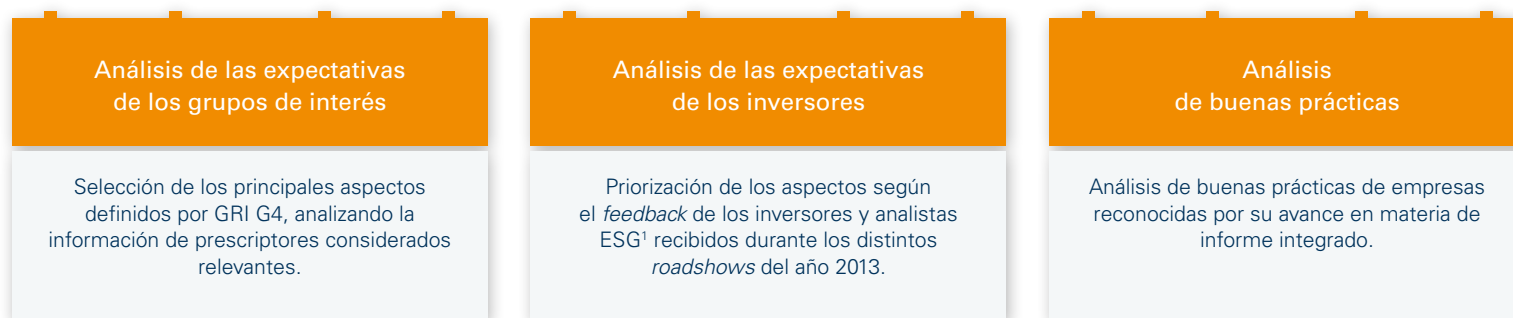 Análisis de las expectativas
de los grupos de interés
Selección de los principales aspectos
definidos por GRI G4, analizando la
información de prescriptores considerados
relevantes.
Análisis de las expectativas
de los inversores
Priorización de los aspectos según
el feedback de los inversores y analistas
ESG¹ recibidos durante los distintos
roadshows del año 2013.
Análisis
de buenas prácticas
Análisis de buenas prácticas de empresas
reconocidas por su avance en materia de
informe integrado.